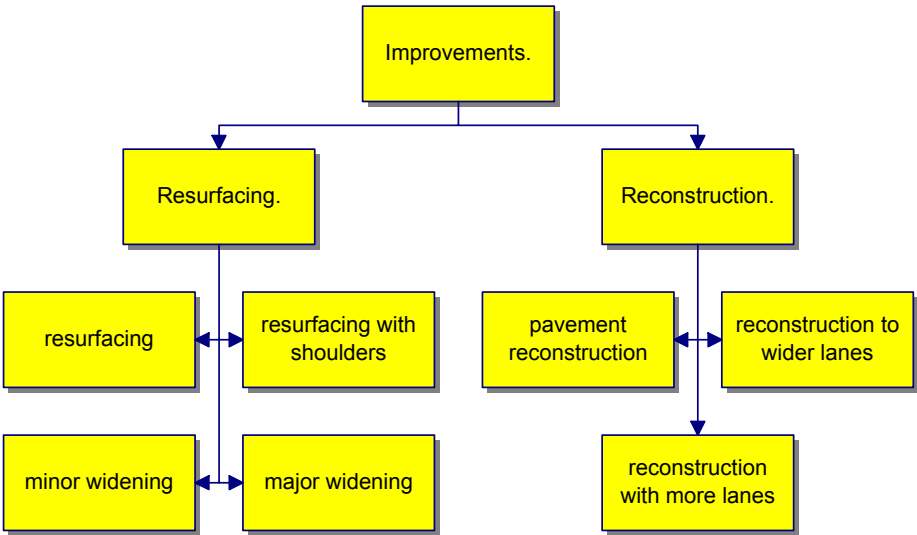 Improvements.
Resurfacing.
Reconstruction.
resurfacing
resurfacing with
shoulders
pavement
reconstruction
reconstruction to
wider lanes
minor widening
major widening
reconstruction
with more lanes